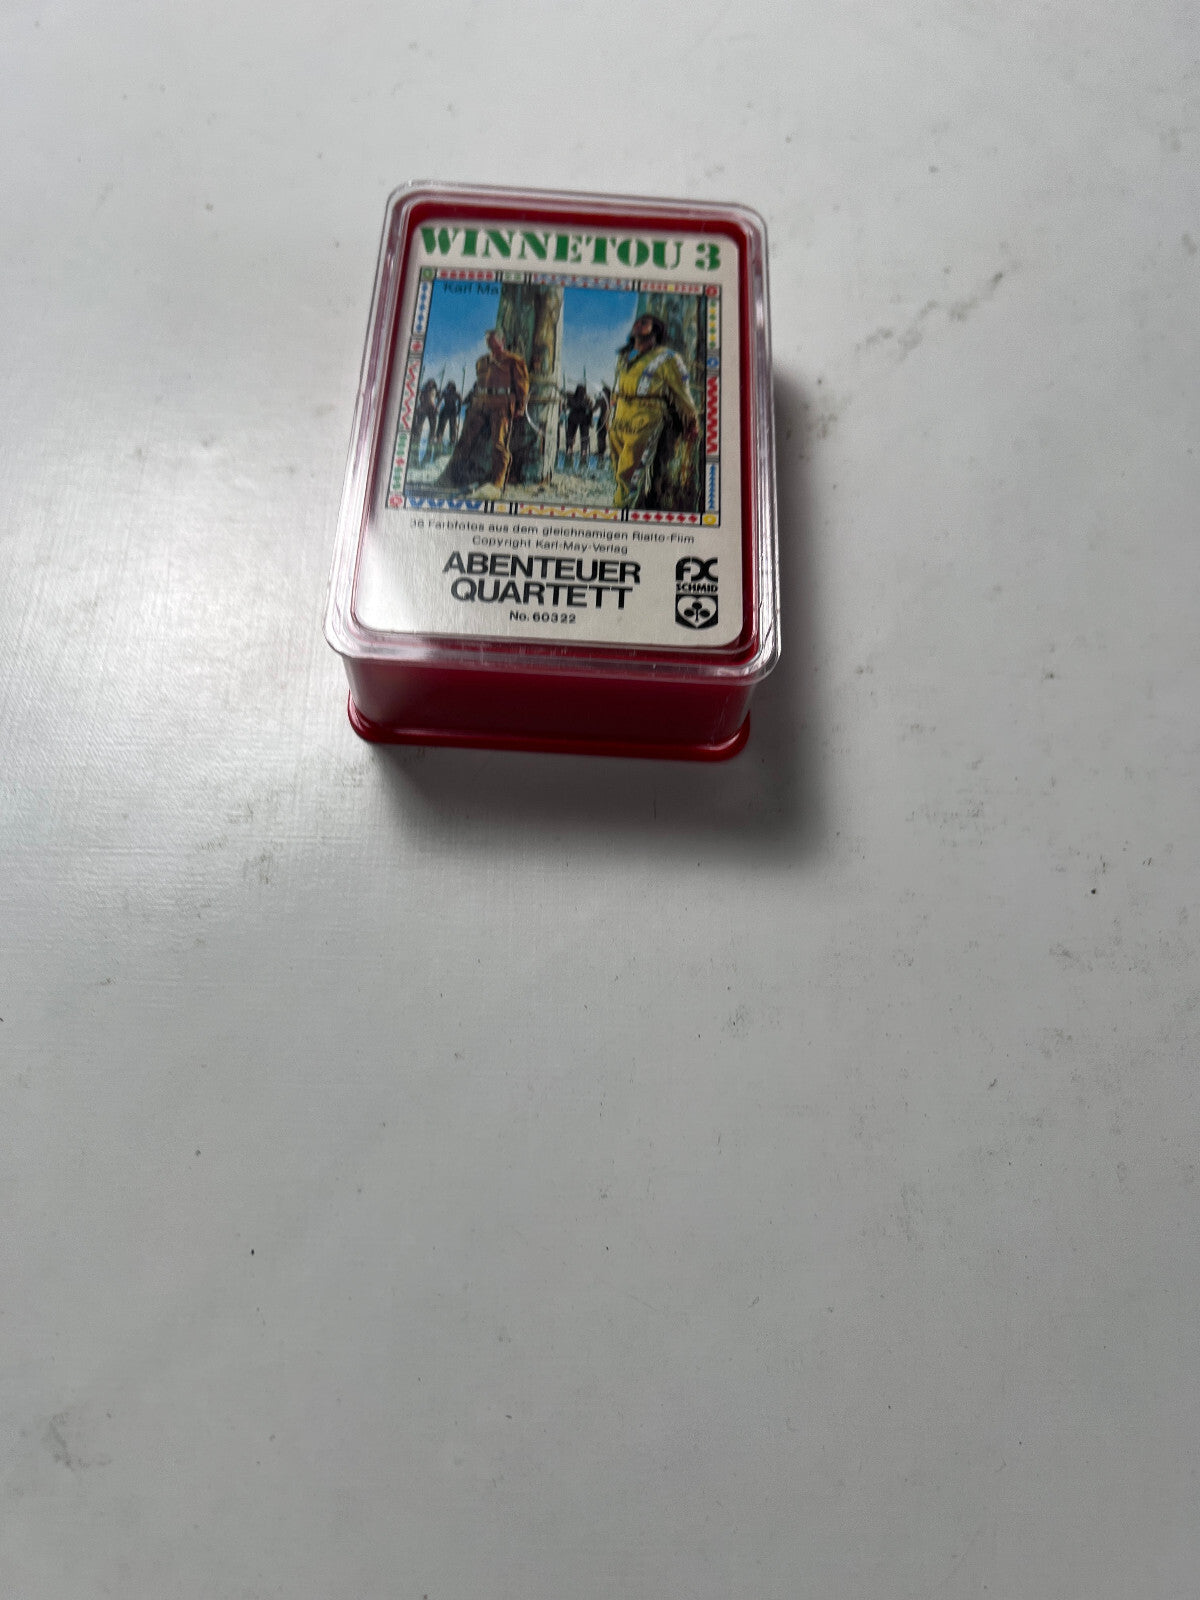 WINNETOU 3
Karl Ma
36 Farbfotos aus dem gleichnamigen Rialto-Film
Copyright Karl-May-Verlag
ABENTEUER
QUARTETT
No. 60322
FX
SCHMID